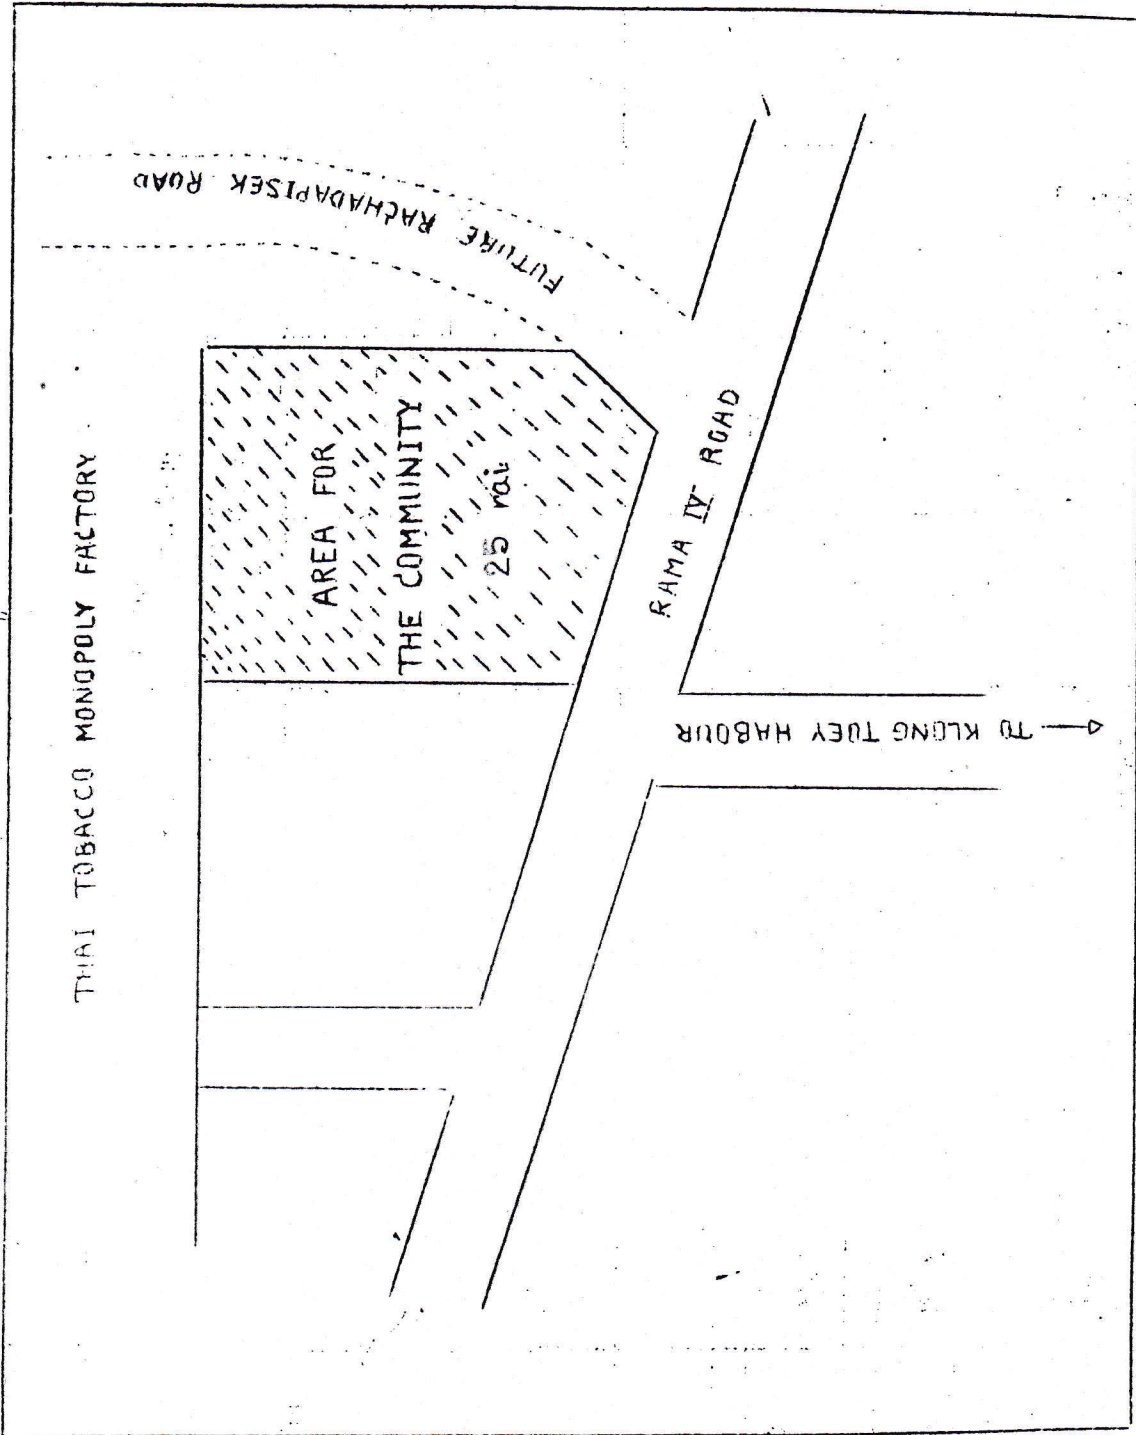 THAI TOBACCO MONOPOLY FACTORY
FUTURE RACHADAPISEK ROAD
AREA FOR
THE COMMUNITY
25 rai
RAMA IV ROAD
TO KLONG TOEY HABOUR